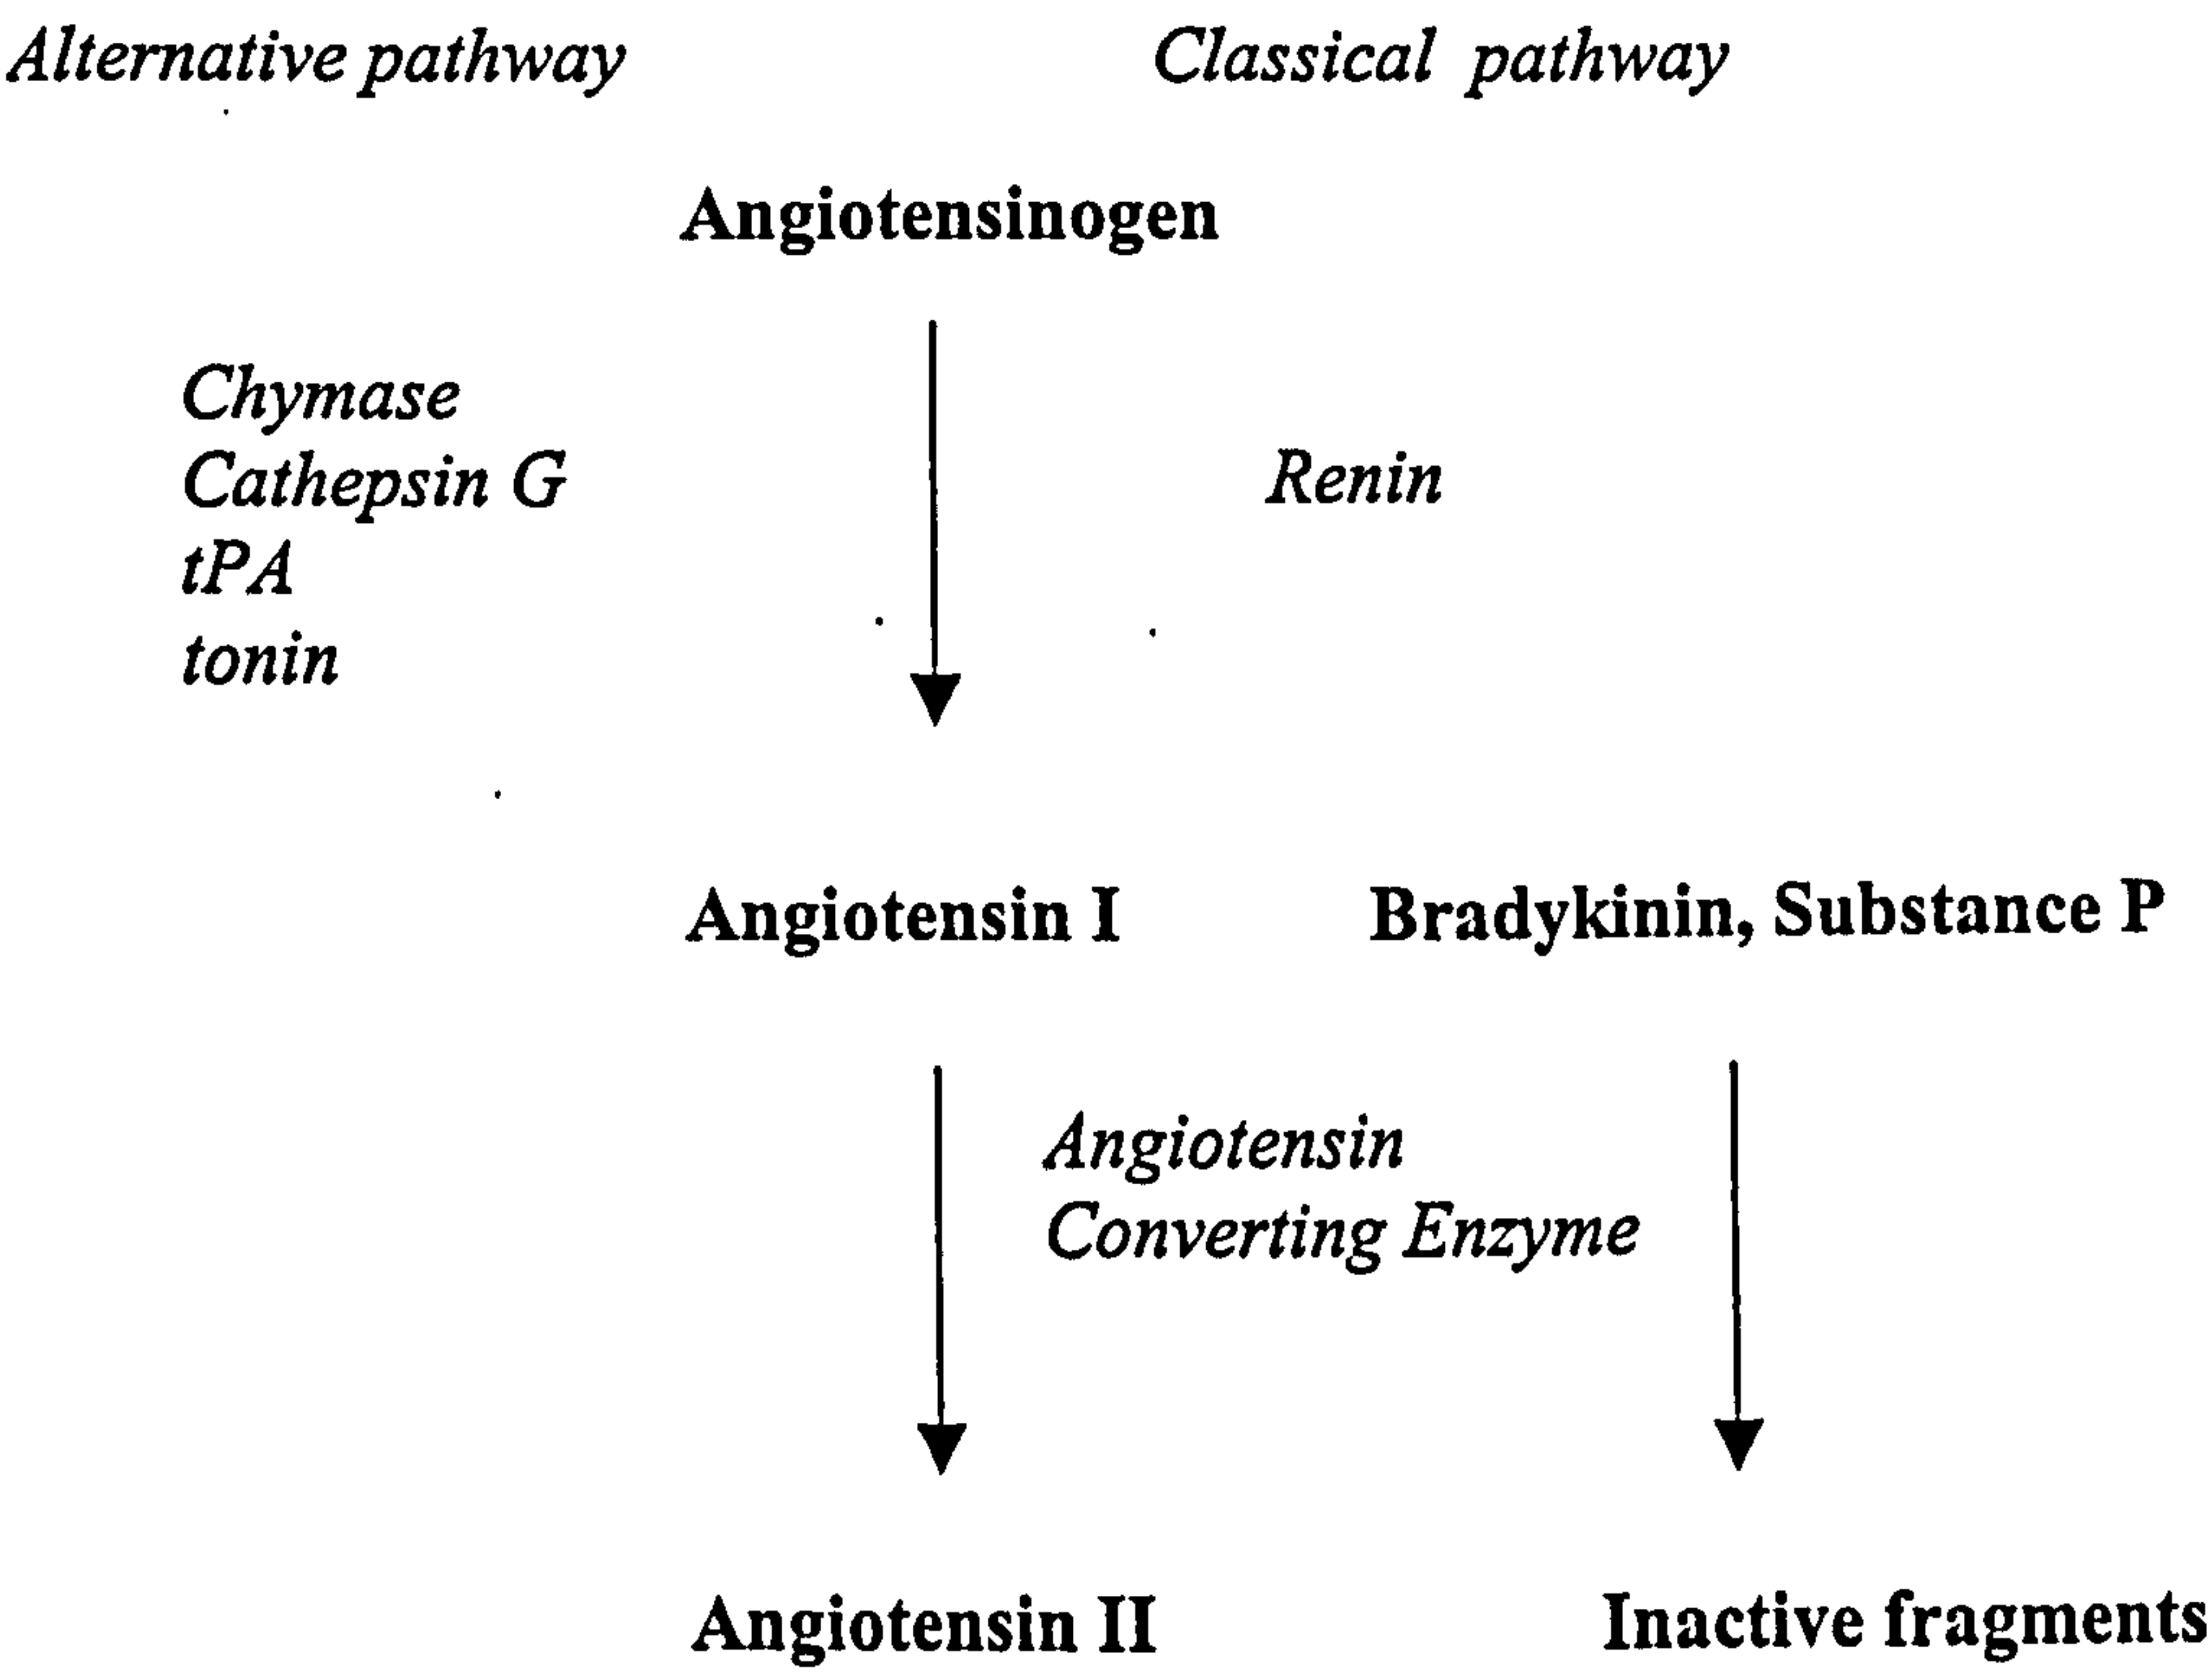 Alternative pathway
Classical pathway
Angiotensinogen
Chymase
Cathepsin G
tPA
tonin
Renin
Angiotensin I
Bradykinin, Substance P
Angiotensin
Converting Enzyme
Angiotensin II
Inactive fragments